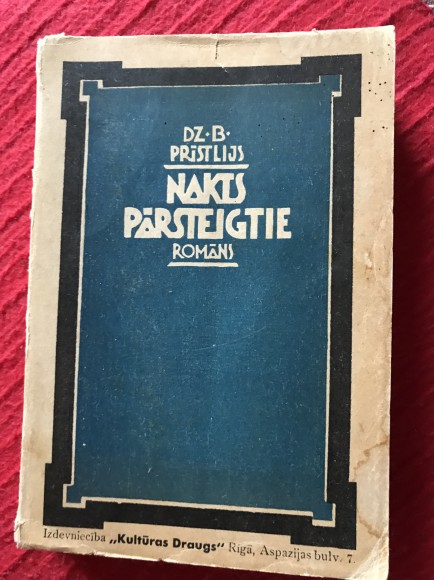 DZ·B·
PRĪSTLIJS
NAKTS
PĀRSTEIGTIE
ROMĀNS
Izdevniecība „Kultūras Draugs“ Rīgā, Aspazijas bulv. 7.